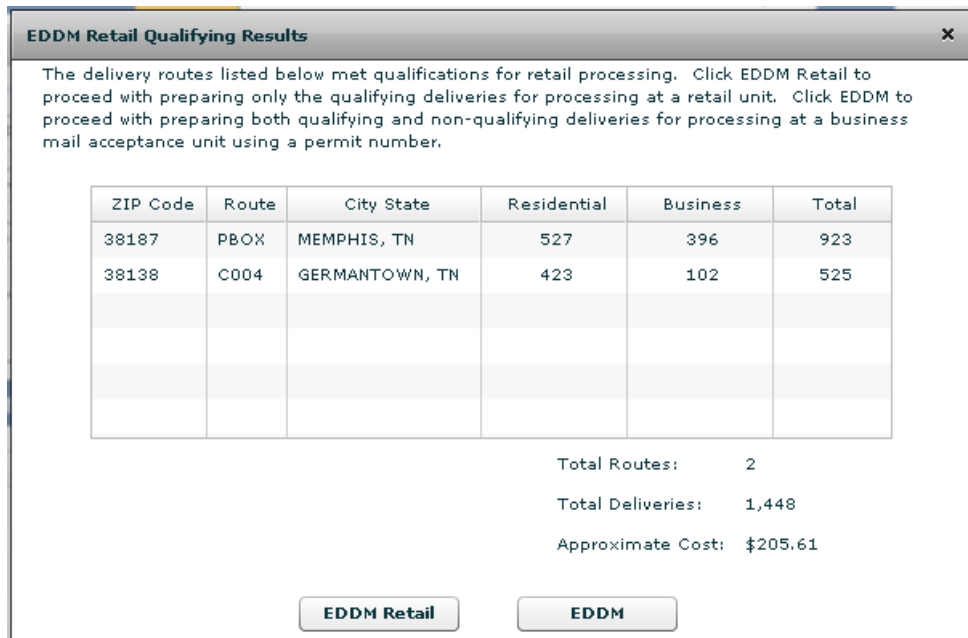 EDDM Retail Qualifying Results x
The delivery routes listed below met qualifications for retail processing. Click EDDM Retail to
proceed with preparing only the qualifying deliveries for processing at a retail unit. Click EDDM to
proceed with preparing both qualifying and non-qualifying deliveries for processing at a business
mail acceptance unit using a permit number.
ZIP Code Route City State Residential Business Total
38187 PBOX MEMPHIS, TN 527 396 923
38138 C004 GERMANTOWN, TN 423 102 525
Total Routes: 2
Total Deliveries: 1,448
Approximate Cost: $205.61
EDDM Retail EDDM